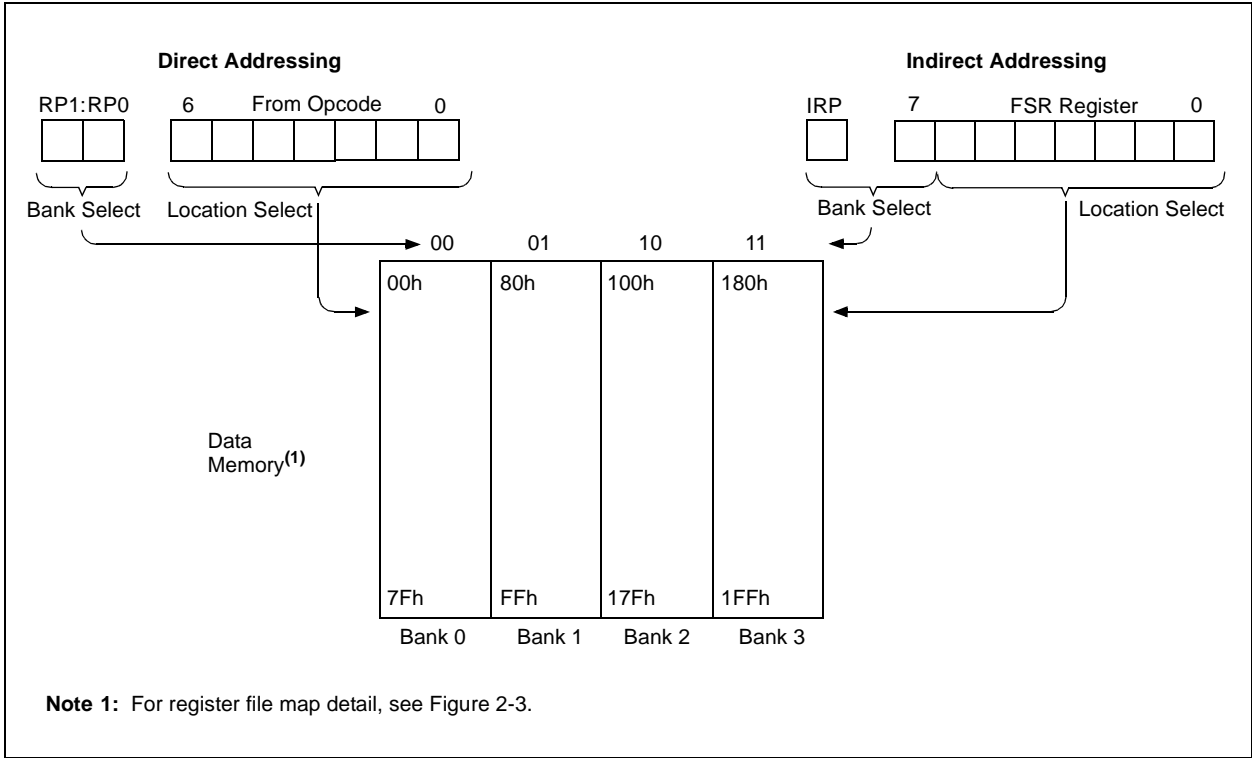 Direct Addressing Indirect Addressing
RP1:RP0 6 From Opcode 0 IRP 7 FSR Register 0
Bank Select Location Select Bank Select Location Select
00 01 10 11
00h 80h 100h 180h
Data
Memory(1)
7Fh FFh 17Fh 1FFh
Bank 0 Bank 1 Bank 2 Bank 3
Note 1: For register file map detail, see Figure 2-3.